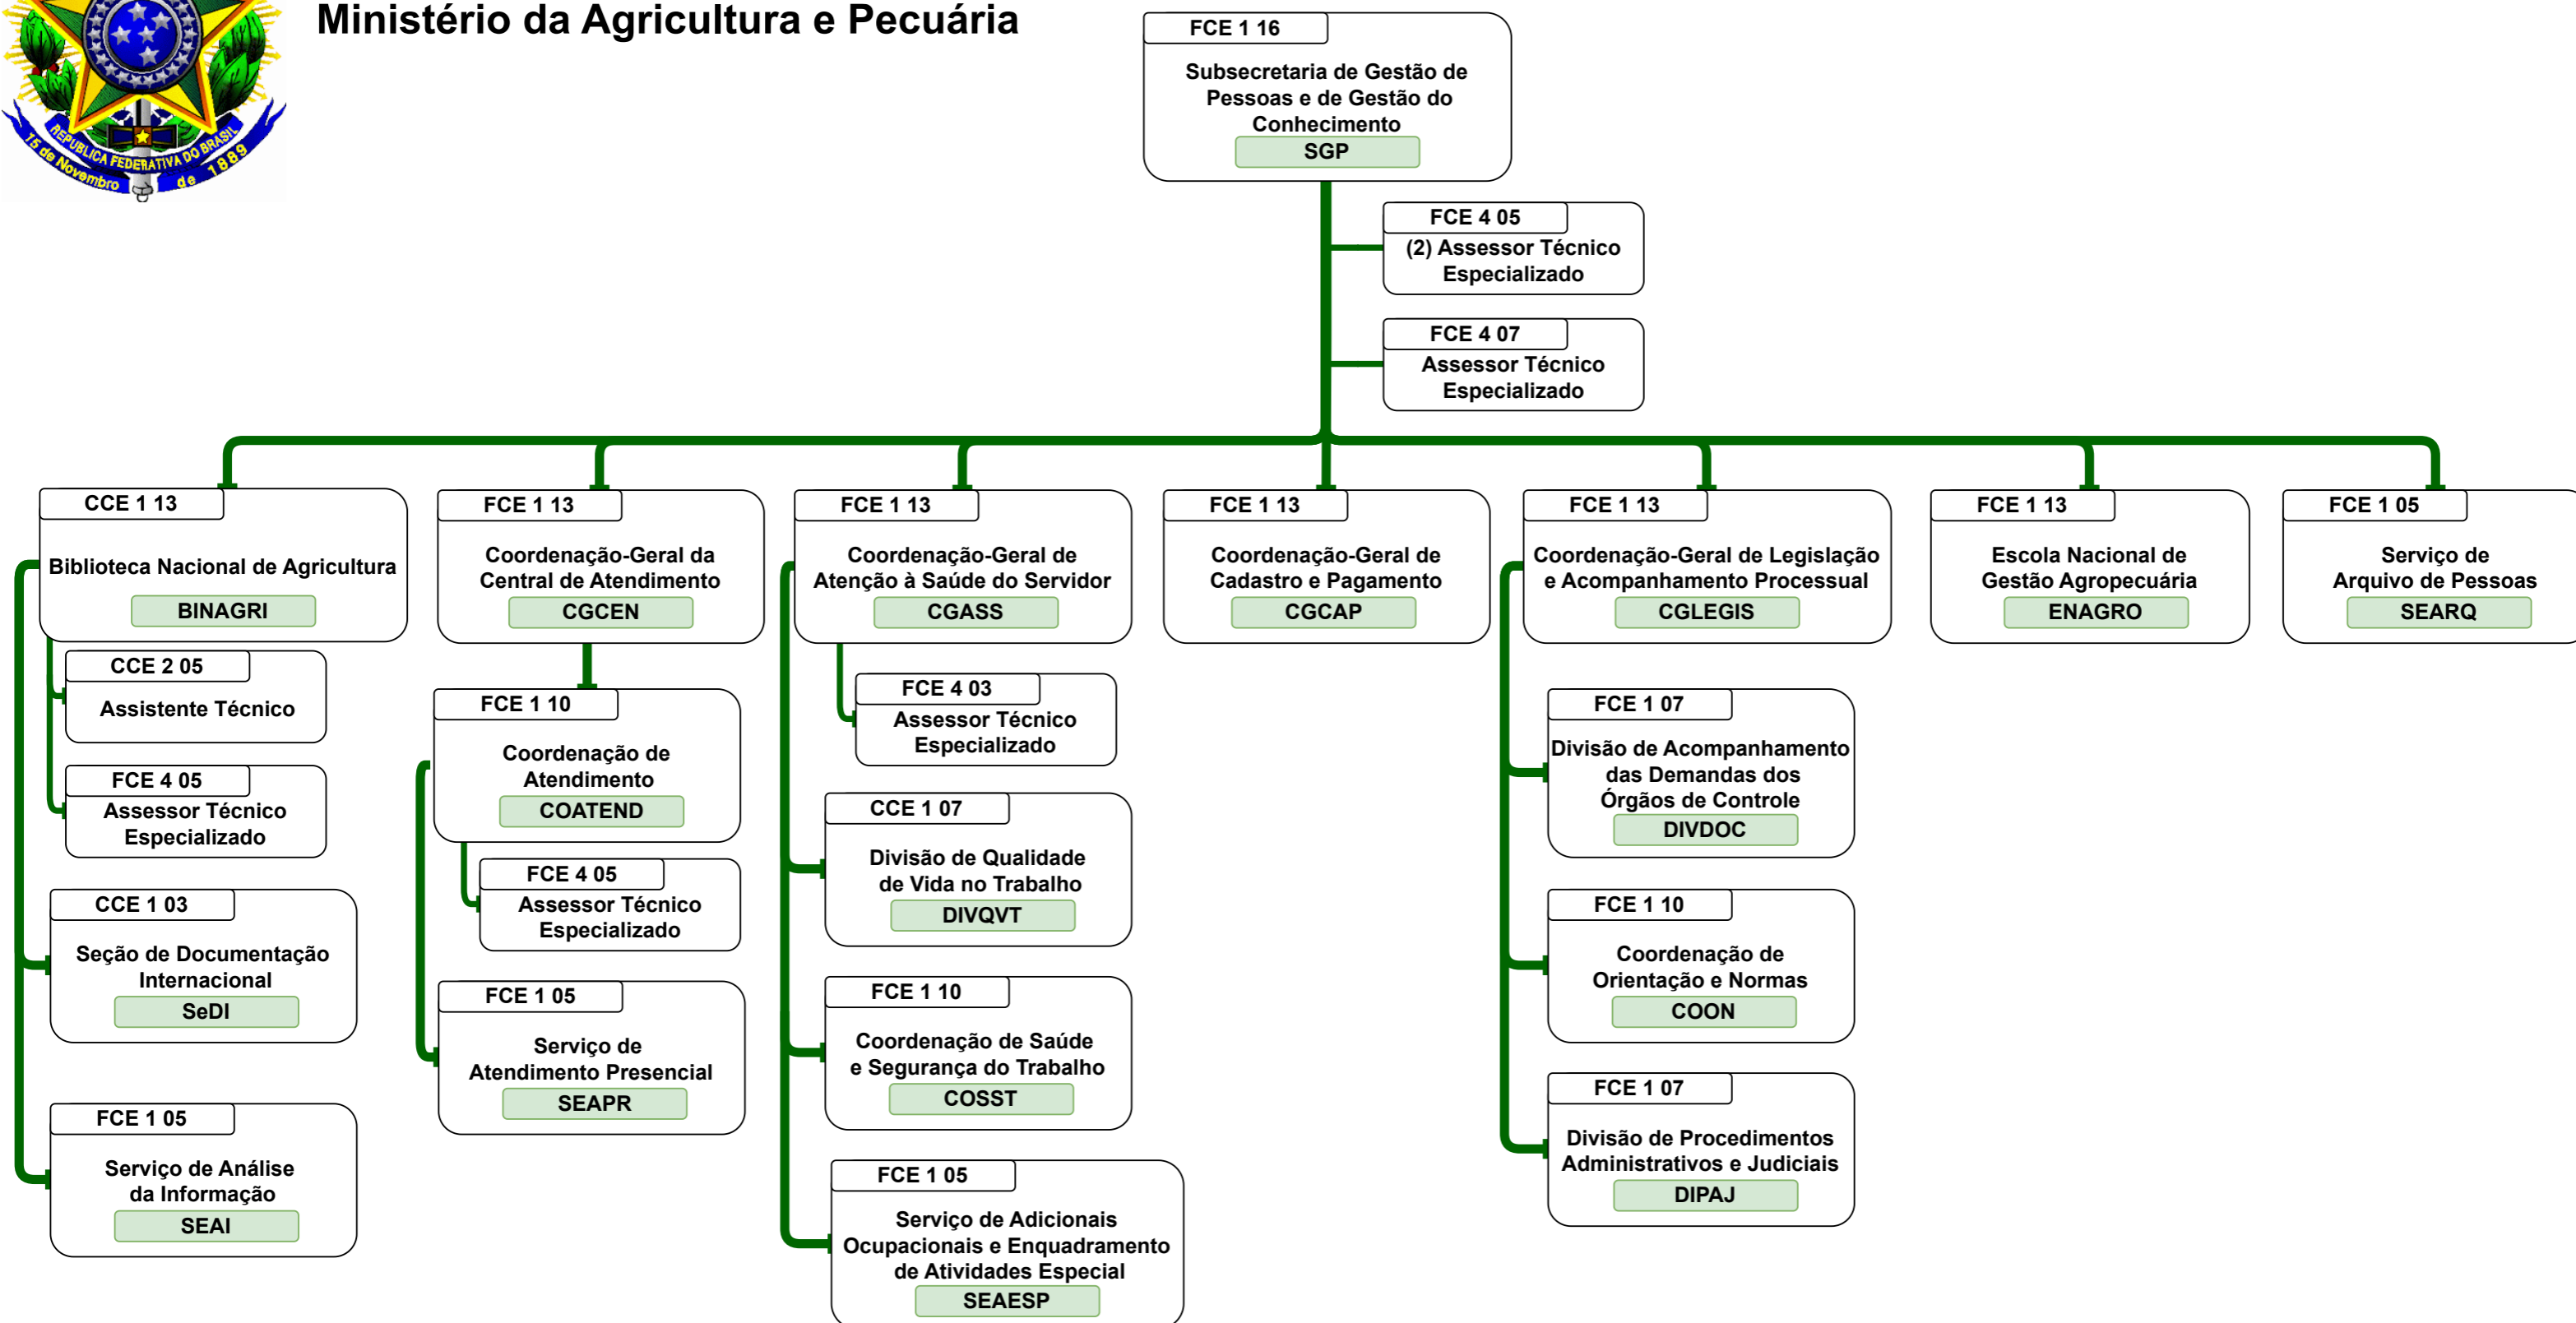 Ministério da Agricultura e Pecuária
REPUBLICA FEDERATIVA DO BRASIL
15 de Novembro de 1889
FCE 1 16
Subsecretaria de Gestão de
Pessoas e de Gestão do
Conhecimento
SGP
FCE 4 05
(2) Assessor Técnico
Especializado
FCE 4 07
Assessor Técnico
Especializado
CCE 1 13
Biblioteca Nacional de Agricultura
BINAGRI
CCE 2 05
Assistente Técnico
FCE 4 05
Assessor Técnico
Especializado
CCE 1 03
Seção de Documentação
Internacional
SeDI
FCE 1 05
Serviço de Análise
da Informação
SEAI
FCE 1 13
Coordenação-Geral da
Central de Atendimento
CGCEN
FCE 1 10
Coordenação de
Atendimento
COATEND
FCE 4 05
Assessor Técnico
Especializado
FCE 1 05
Serviço de
Atendimento Presencial
SEAPR
FCE 1 13
Coordenação-Geral de
Atenção à Saúde do Servidor
CGASS
FCE 4 03
Assessor Técnico
Especializado
CCE 1 07
Divisão de Qualidade
de Vida no Trabalho
DIVQVT
FCE 1 10
Coordenação de Saúde
e Segurança do Trabalho
COSST
FCE 1 05
Serviço de Adicionais
Ocupacionais e Enquadramento
de Atividades Especial
SEAESP
FCE 1 13
Coordenação-Geral de
Cadastro e Pagamento
CGCAP
FCE 1 13
Coordenação-Geral de Legislação
e Acompanhamento Processual
CGLEGIS
FCE 1 07
Divisão de Acompanhamento
das Demandas dos
Órgãos de Controle
DIVDOC
FCE 1 10
Coordenação de
Orientação e Normas
COON
FCE 1 07
Divisão de Procedimentos
Administrativos e Judiciais
DIPAJ
FCE 1 13
Escola Nacional de
Gestão Agropecuária
ENAGRO
FCE 1 05
Serviço de
Arquivo de Pessoas
SEARQ